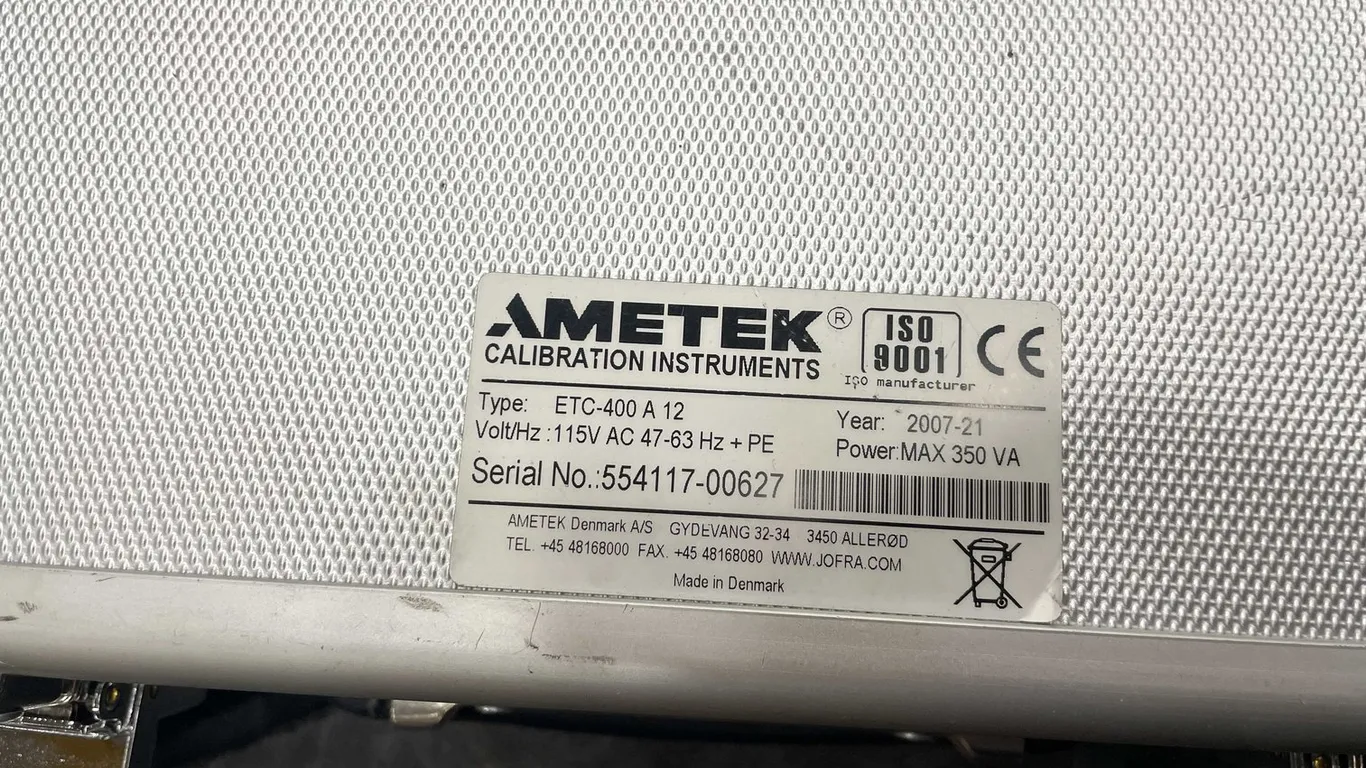 AMETEK®
CALIBRATION INSTRUMENTS
ISO
9001
ISO manufacturer
CE
Type: ETC-400 A 12
Year: 2007-21
Volt/Hz :115V AC 47-63 Hz + PE
Power:MAX 350 VA
Serial No.:554117-00627
AMETEK Denmark A/S GYDEVANG 32-34 3450 ALLERØD
TEL. +45 48168000 FAX. +45 48168080 WWW.JOFRA.COM
Made in Denmark